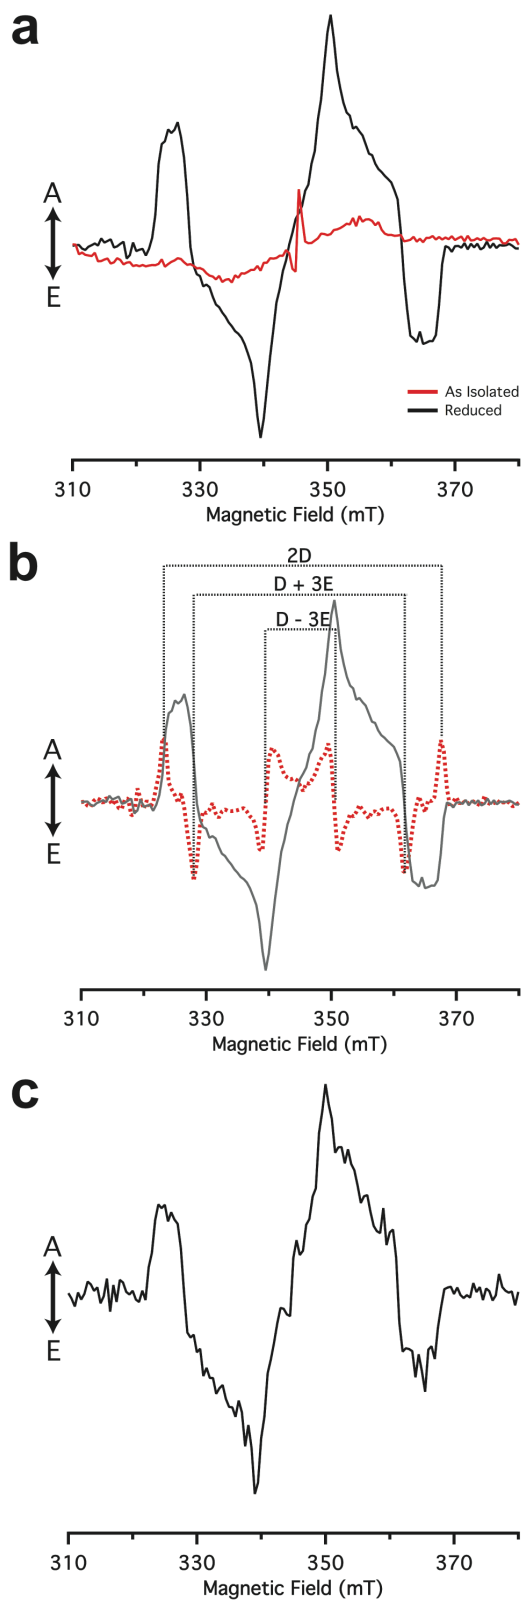 a
A
E
As Isolated
Reduced
310 330 350 370
Magnetic Field (mT)
b
2D
D + 3E
D - 3E
A
E
310 330 350 370
Magnetic Field (mT)
c
A
E
310 330 350 370
Magnetic Field (mT)